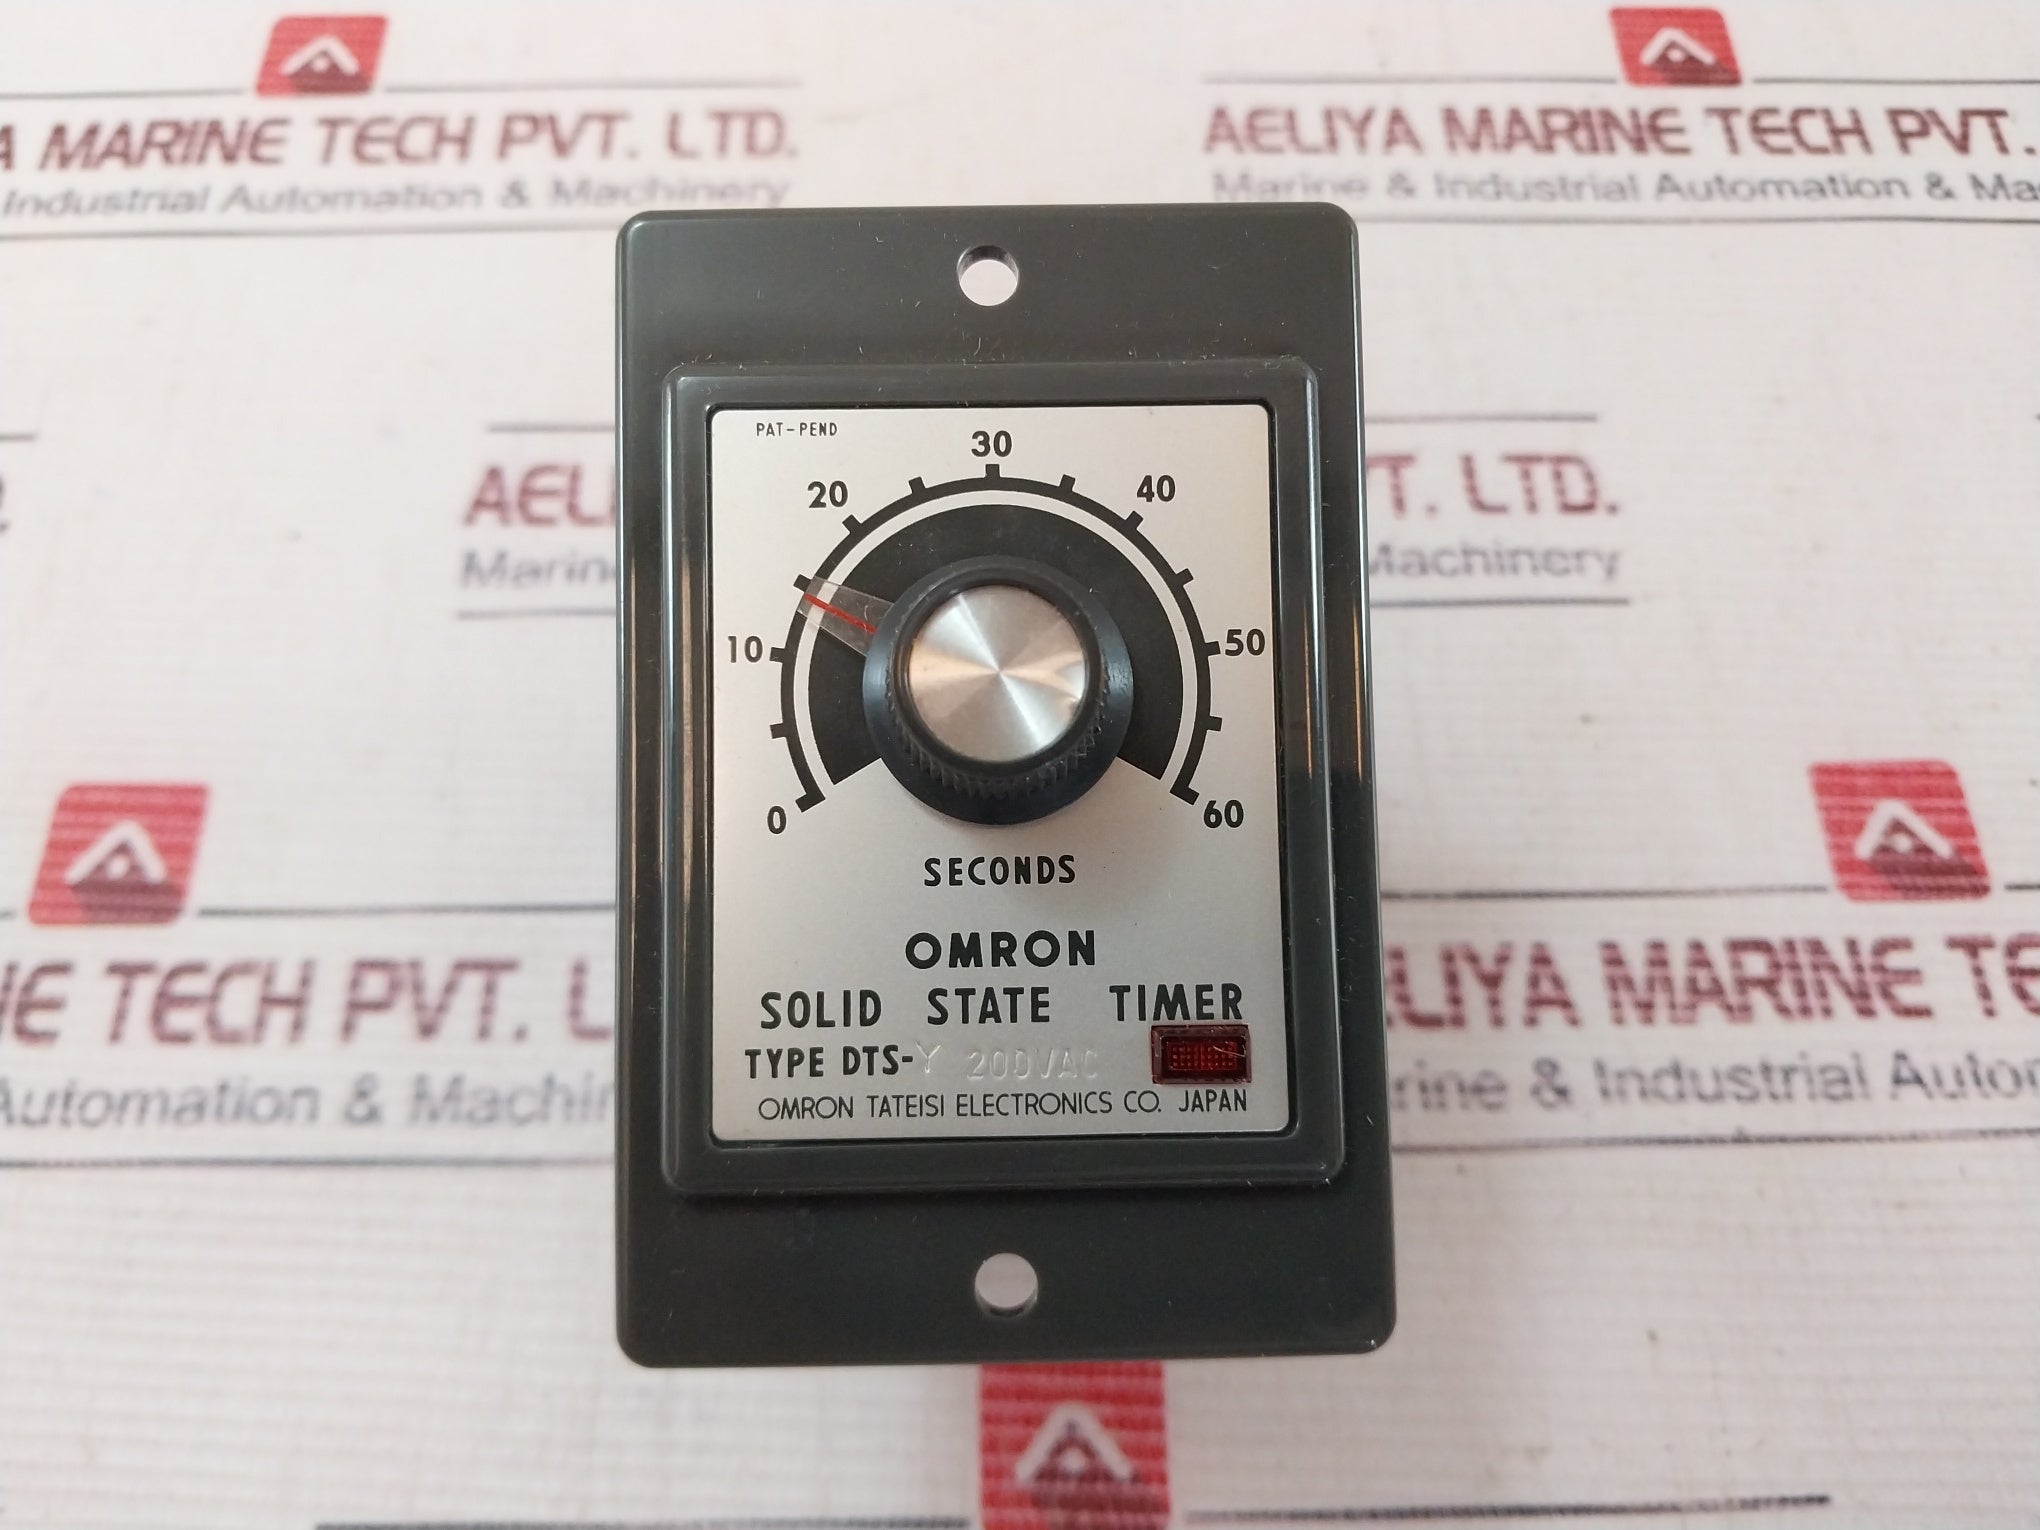 A MARINE TECH PVT. LTD.
Industrial Automation & Machinery
AELIYA MARINE TECH PVT.
Marine & Industrial Automation & Ma
PAT-PEND
30
20
40
10
50
0
60
SECONDS
OMRON
SOLID STATE TIMER
TYPE DTS-Y 200VAC
OMRON TATEISI ELECTRONICS CO. JAPAN
AEL
T. LTD.
Marin
Machinery
NE TECH PVT. L
ELIYA MARINE TE
Automation & Machin
rine & Industrial Autom